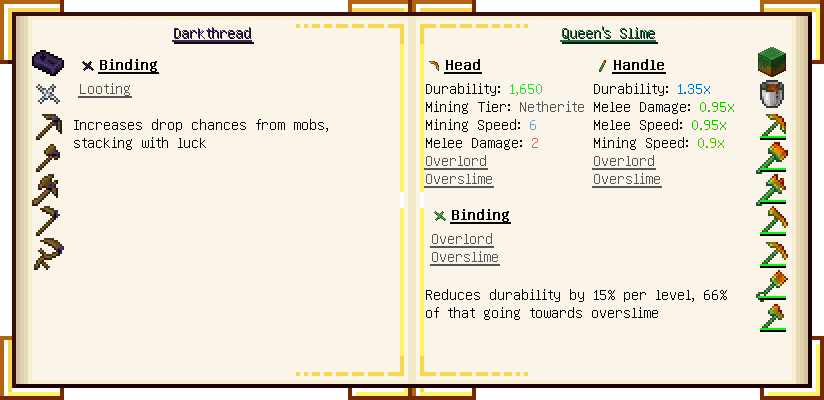 Darkthread
Binding
Looting
Increases drop chances from mobs,
stacking with luck
Queen's Slime
Head
Durability: 1,650
Mining Tier: Netherite
Mining Speed: 6
Melee Damage: 2
Overlord
Overslime
Handle
Durability: 1.35x
Melee Damage: 0.95x
Melee Speed: 0.95x
Mining Speed: 0.9x
Overlord
Overslime
Binding
Overlord
Overslime
Reduces durability by 15% per level, 66%
of that going towards overslime